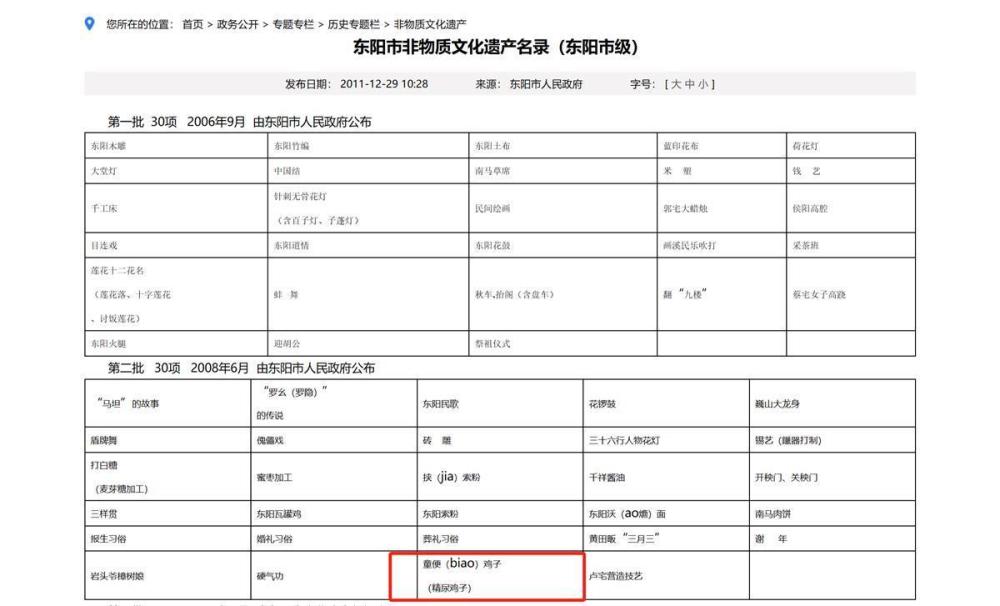 您所在的位置： 首页 > 政务公开 > 专题专栏 > 历史专题栏 > 非物质文化遗产
东阳市非物质文化遗产名录（东阳市级）
发布日期： 2011-12-29 10:28 来源： 东阳市人民政府 字号： [ 大 中 小 ]
第一批 30项 2006年9月 由东阳市人民政府公布
东阳木雕 东阳竹编 东阳土布 蓝印花布 荷花灯
大堂灯 中国结 南马草席 米 塑 钱 艺
千工床 针刺无骨花灯 民间绘画 郭宅大蜡烛 侯阳高腔
（含百子灯、子蓬灯）
目连戏 东阳道情 东阳花鼓 画溪民乐吹打 采茶班
莲花十二花名
（莲花落、十字莲花 蚌 舞 秋车,抬阁（含盘车） 翻“九楼” 蔡宅女子高跷
、讨饭莲花）
东阳火腿 迎胡公 祭祖仪式
第二批 30项 2008年6月 由东阳市人民政府公布
“马坦”的故事 “罗幺（罗隐）” 东阳民歌 花锣鼓 巍山大龙身
的传说
盾牌舞 傀儡戏 砖 雕 三十六行人物花灯 锡艺（镴器打制）
打白糖 蜜枣加工 挟（jia）索粉 千祥酱油 开秧门、关秧门
（麦芽糖加工）
三样贯 东阳瓦罐鸡 东阳索粉 东阳沃（ao熬）面 南马肉饼
报生习俗 婚礼习俗 葬礼习俗 黄田畈“三月三” 谢 年
岩头苓樟树娘 硬气功 童便（biao）鸡子 卢宅营造技艺
（精尿鸡子）